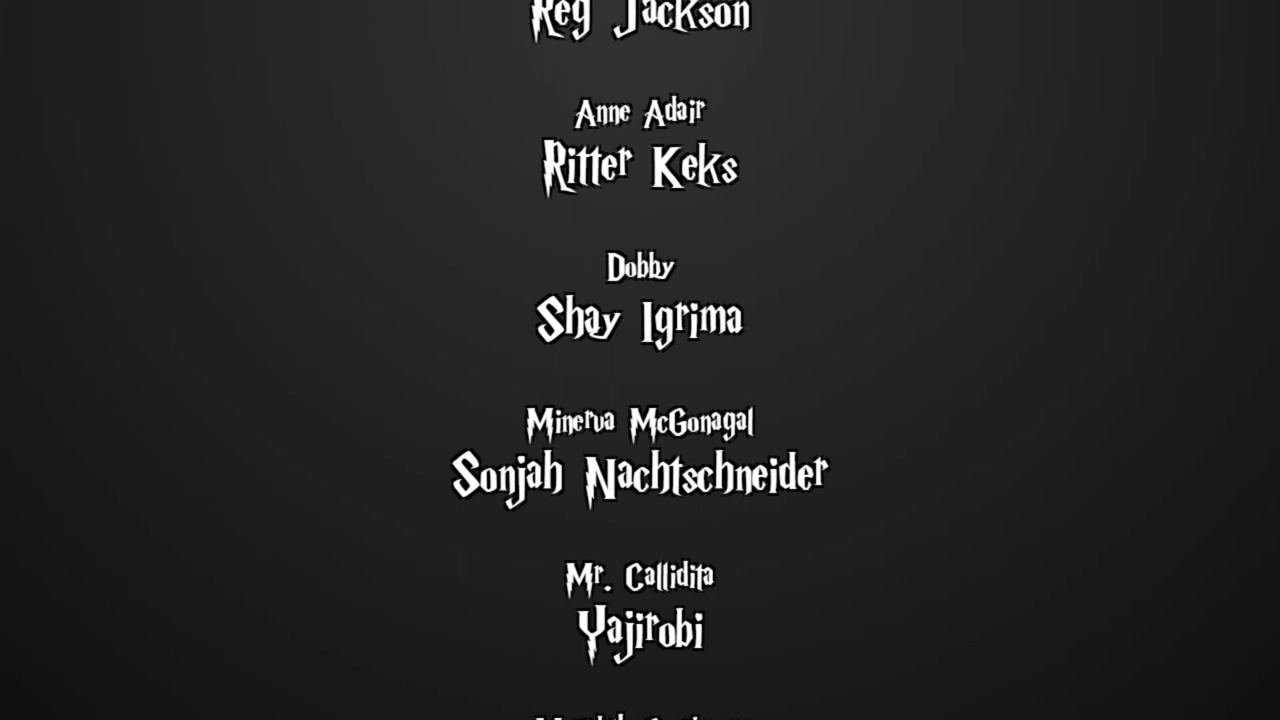 Reg Jackson
Anne Adair
Ritter Keks
Dobby
Shay Igrima
Minerva McGonagal
Sonjah Nachtschneider
Mr. Callidita
Yajirobi